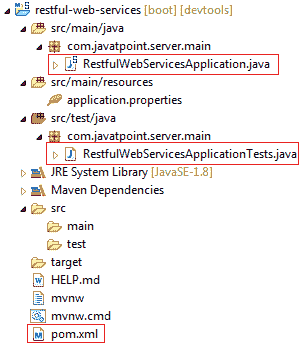 restful-web-services [boot] [devtools]
src/main/java
com.javatpoint.server.main
RestfulWebServicesApplication.java
src/main/resources
application.properties
src/test/java
com.javatpoint.server.main
RestfulWebServicesApplicationTests.java
JRE System Library [JavaSE-1.8]
Maven Dependencies
src
main
test
target
HELP.md
mvnw
mvnw.cmd
pom.xml